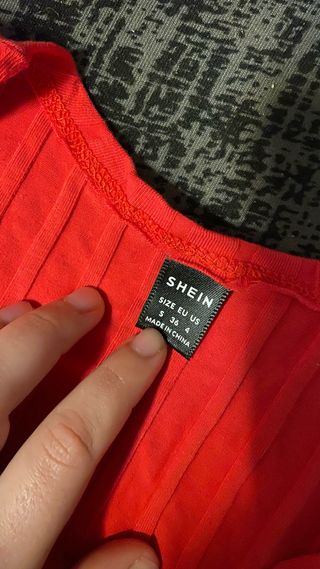 SHEIN
SIZE EU US
S 36 4
MADE IN CHINA